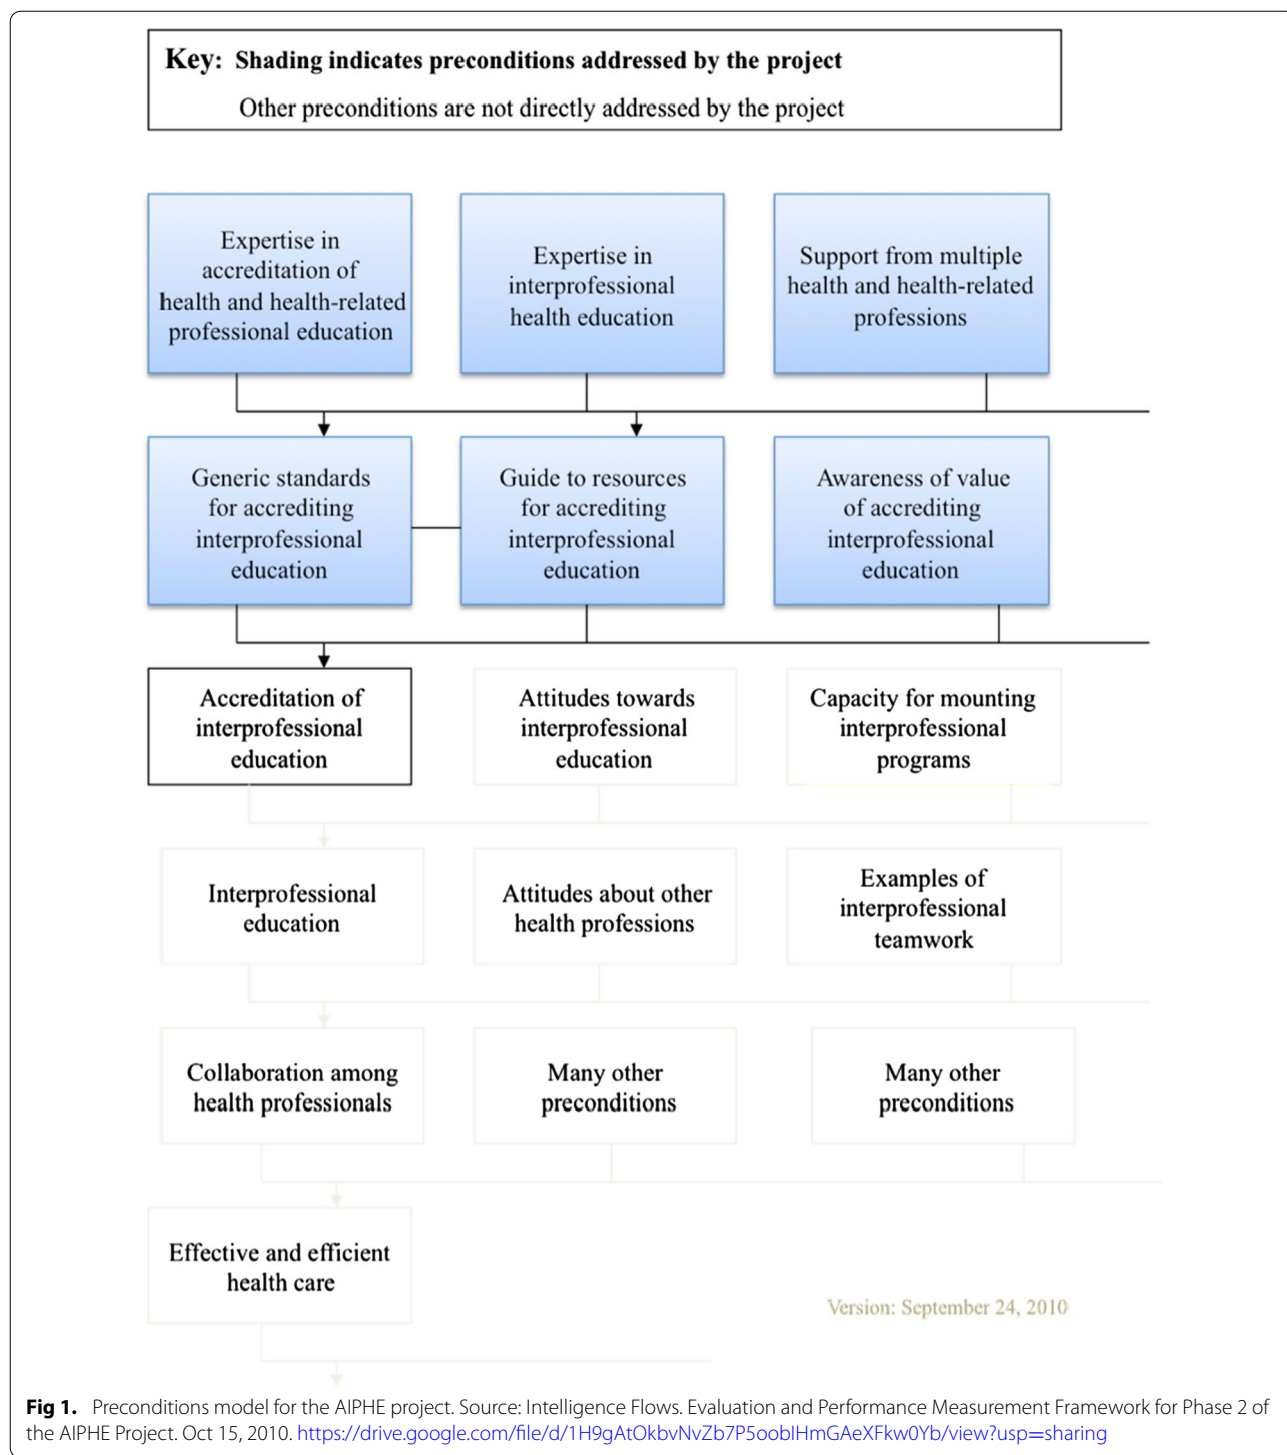 Key: Shading indicates preconditions addressed by the project
Other preconditions are not directly addressed by the project
Expertise in
accreditation of
health and health-related
professional education
Expertise in
interprofessional
health education
Support from multiple
health and health-related
professions
Generic standards
for accrediting
interprofessional
education
Guide to resources
for accrediting
interprofessional
education
Awareness of value
of accrediting
interprofessional
education
Accreditation of
interprofessional
education
Attitudes towards
interprofessional
education
Capacity for mounting
interprofessional
programs
Interprofessional
education
Attitudes about other
health professions
Examples of
interprofessional
teamwork
Collaboration among
health professionals
Many other
preconditions
Many other
preconditions
Effective and efficient
health care
Version: September 24, 2010
Fig 1. Preconditions model for the AIPHE project. Source: Intelligence Flows. Evaluation and Performance Measurement Framework for Phase 2 of
the AIPHE Project. Oct 15, 2010. https://drive.google.com/file/d/1H9gAtOkbvNvZb7P5ooblHmGAeXFkw0Yb/view?usp=sharing